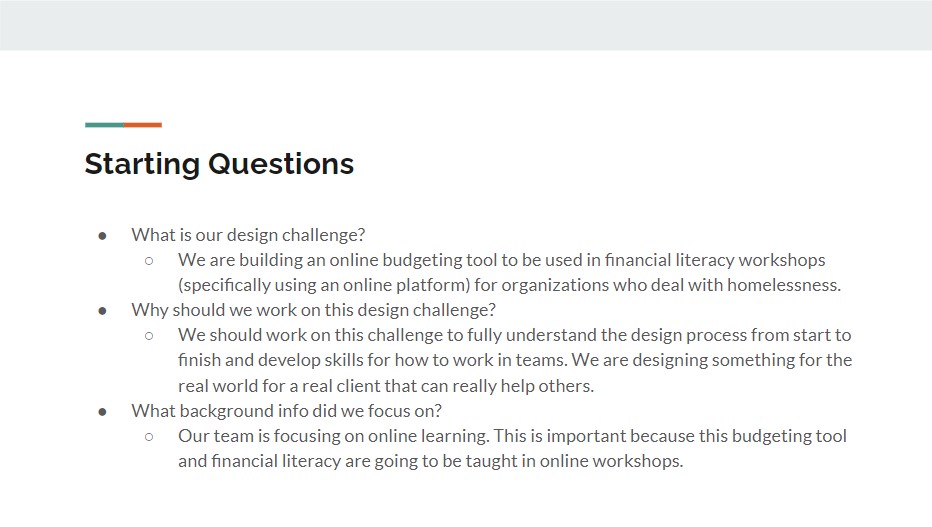 Starting Questions
● What is our design challenge?
○ We are building an online budgeting tool to be used in financial literacy workshops
(specifically using an online platform) for organizations who deal with homelessness.
● Why should we work on this design challenge?
○ We should work on this challenge to fully understand the design process from start to
finish and develop skills for how to work in teams. We are designing something for the
real world for a real client that can really help others.
● What background info did we focus on?
○ Our team is focusing on online learning. This is important because this budgeting tool
and financial literacy are going to be taught in online workshops.